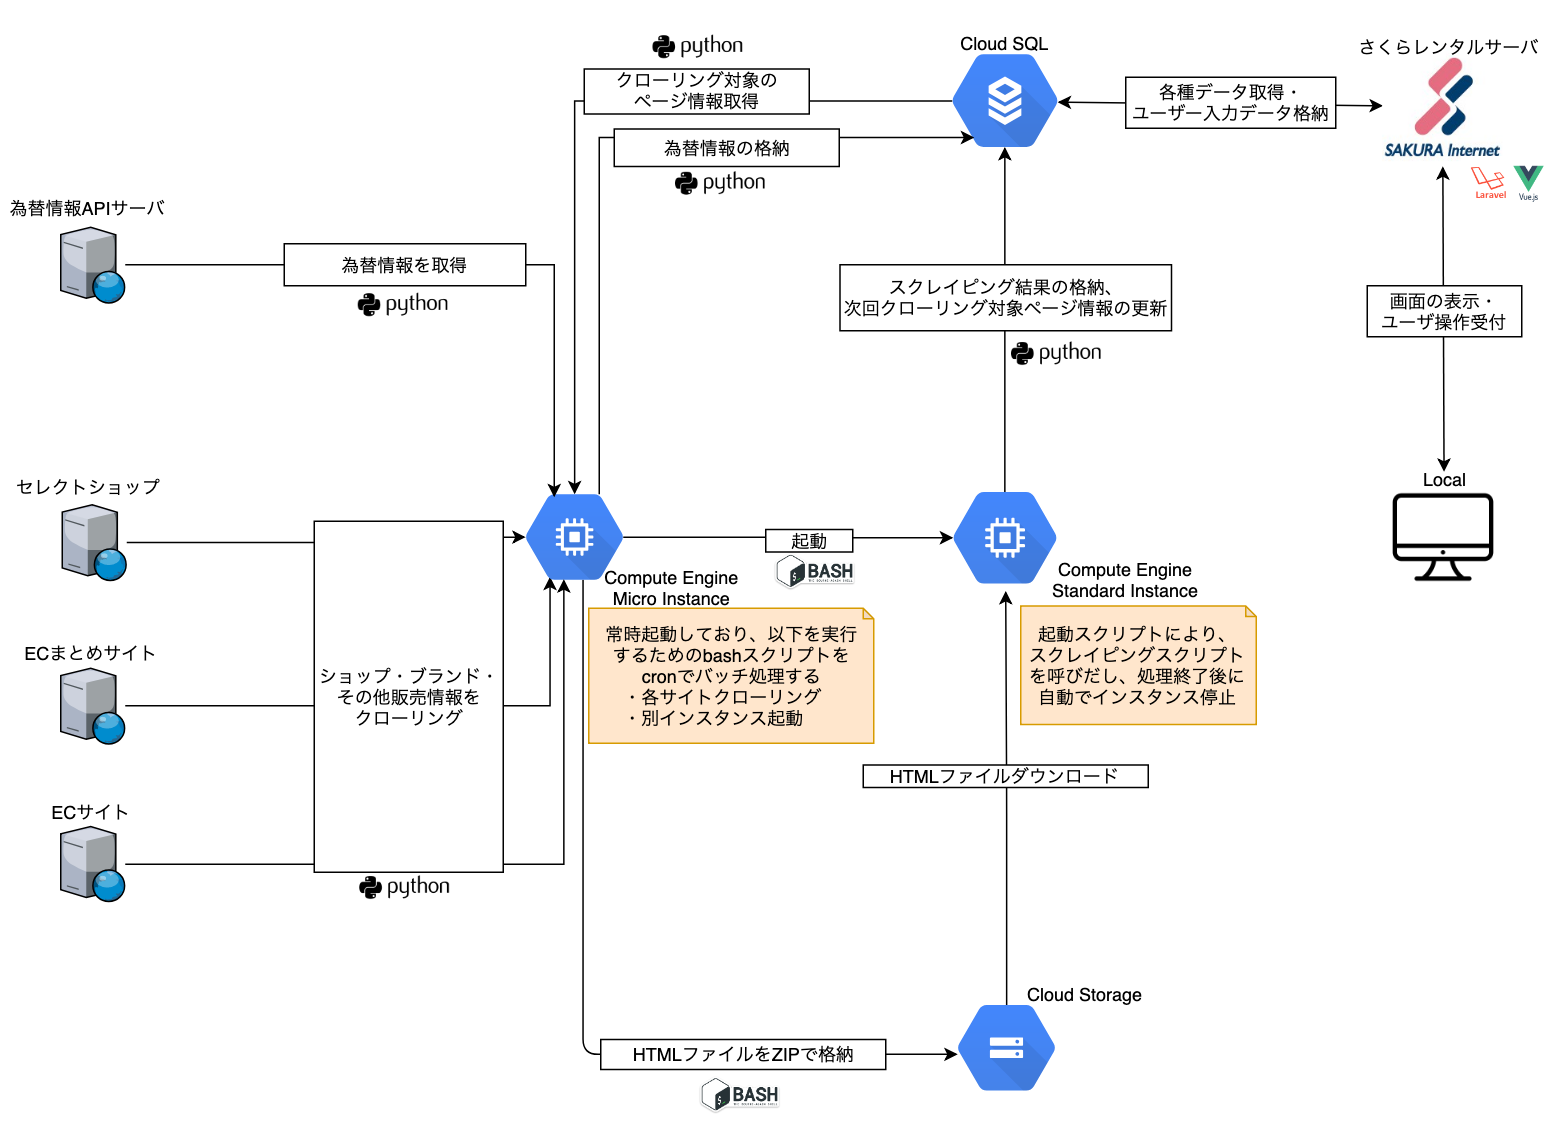 python
Cloud SQL
さくらレンタルサーバ
クローリング対象の
ページ情報取得
各種データ取得・
ユーザー入力データ格納
SAKURA Internet
為替情報の格納
python
Laravel
Vue.js
為替情報APIサーバ
為替情報を取得
python
スクレイピング結果の格納、
次回クローリング対象ページ情報の更新
python
画面の表示・
ユーザ操作受付
セレクトショップ
Local
起動
BASH
Compute Engine
Micro Instance
Compute Engine
Standard Instance
常時起動しており、以下を実行
するためのbashスクリプトを
cronでバッチ処理する
・各サイトクローリング
・別インスタンス起動
起動スクリプトにより、
スクレイピングスクリプト
を呼びだし、処理終了後に
自動でインスタンス停止
ECまとめサイト
ショップ・ブランド・
その他販売情報を
クローリング
HTMLファイルダウンロード
ECサイト
python
Cloud Storage
HTMLファイルをZIPで格納
BASH